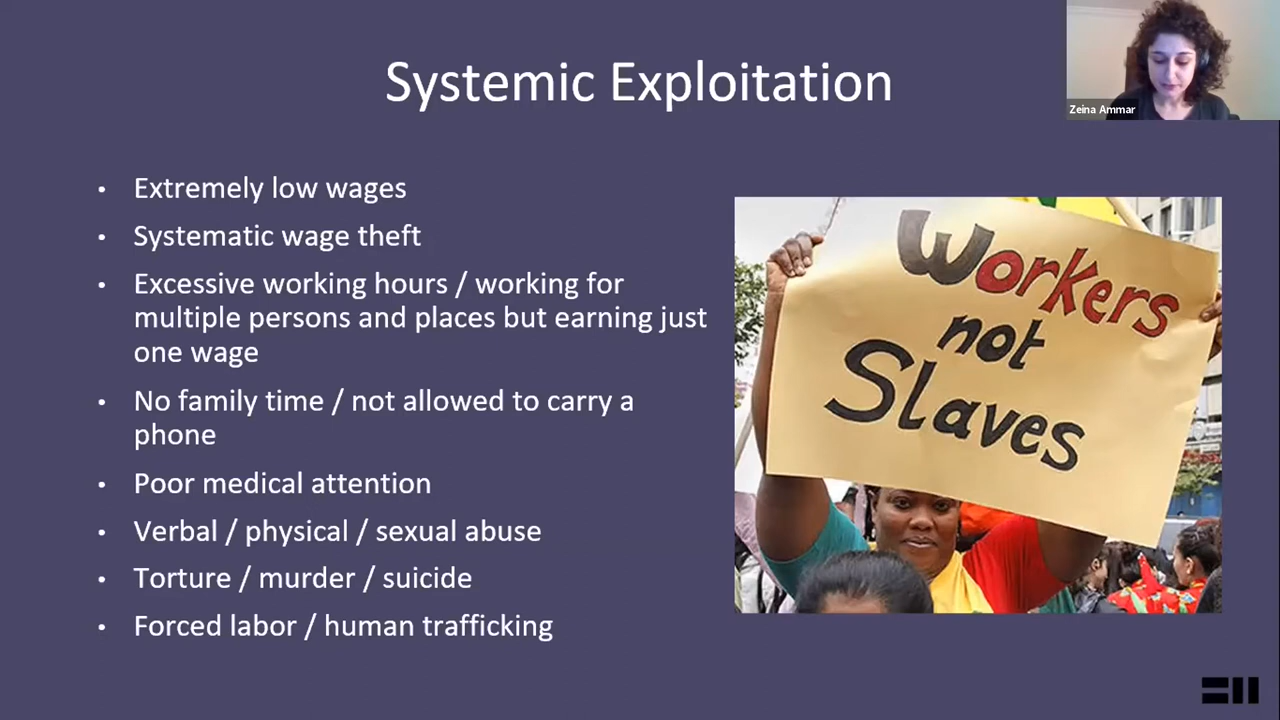 Systemic Exploitation
Zeina Ammar
• Extremely low wages
• Systematic wage theft
• Excessive working hours / working for
multiple persons and places but earning just
one wage
• No family time / not allowed to carry a
phone
• Poor medical attention
• Verbal / physical / sexual abuse
• Torture / murder / suicide
• Forced labor / human trafficking
Workers
not
Slaves